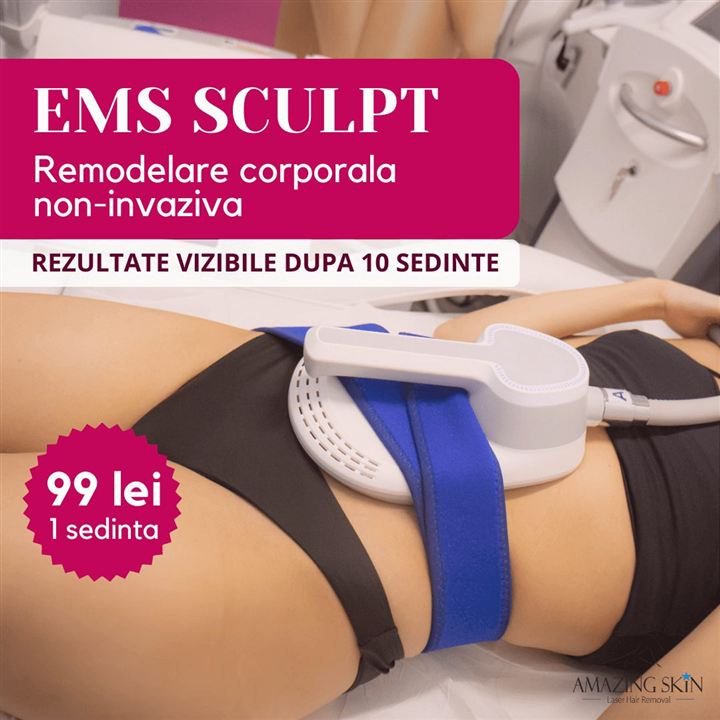 EMS SCULPT
Remodelare corporala
non-invaziva
REZULTATE VIZIBILE DUPA 10 SEDINTE
99 lei
1 sedinta
A
AMAZING SKIN
Laser Hair Removal